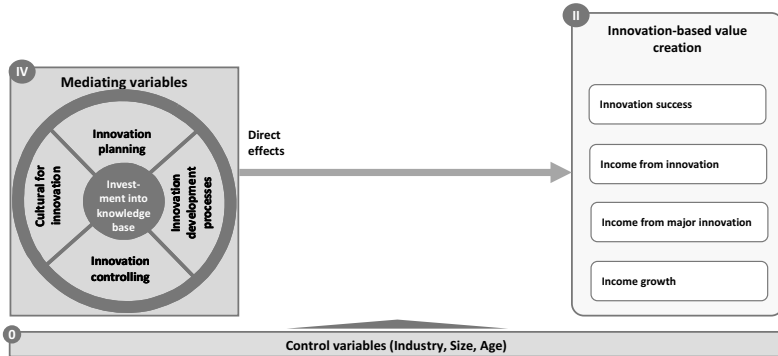 II
Innovation-based value
creation
IV
Mediating variables
Innovation
planning
Cultural for
innovation
Invest-
ment into
knowledge
base
Innovation
development
processes
Innovation
controlling
Direct
effects
Innovation success
Income from innovation
Income from major innovation
Income growth
0
Control variables (Industry, Size, Age)